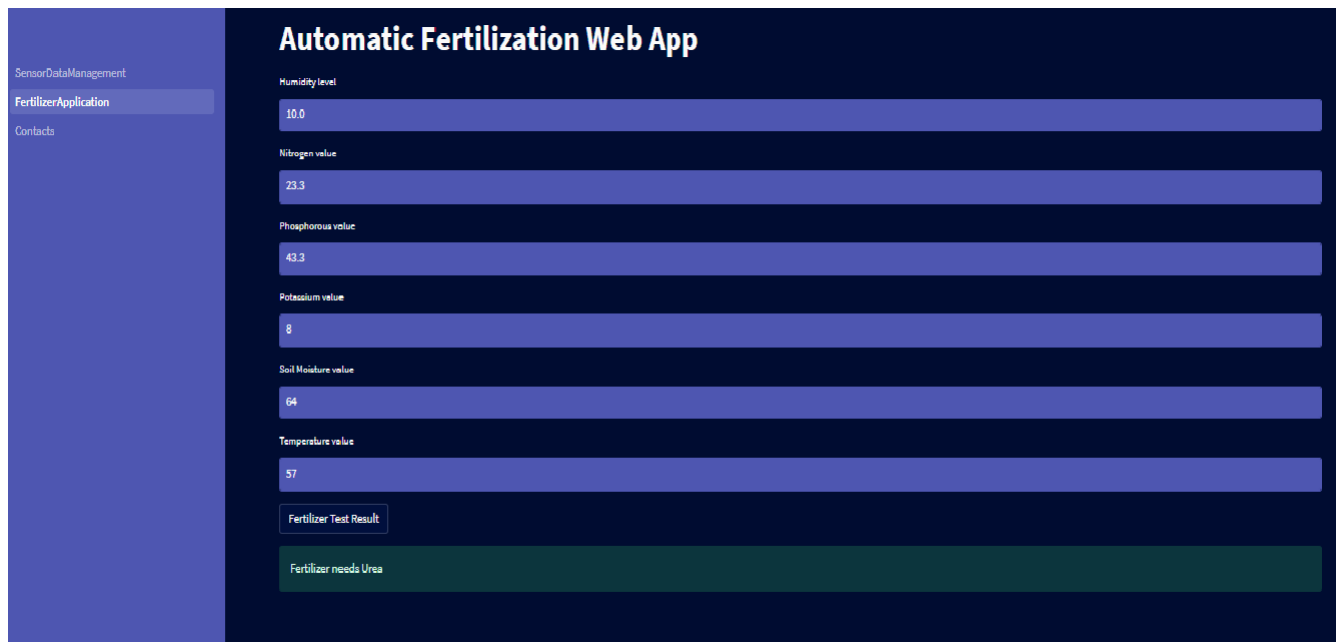 SensorDataManagement
FertilizerApplication
Contacts
Automatic Fertilization Web App
Humidity level
10.0
Nitrogen value
23.3
Phosphorous value
43.3
Potassium value
8
Soil Moisture value
64
Temperature value
57
Fertilizer Test Result
Fertilizer needs Urea